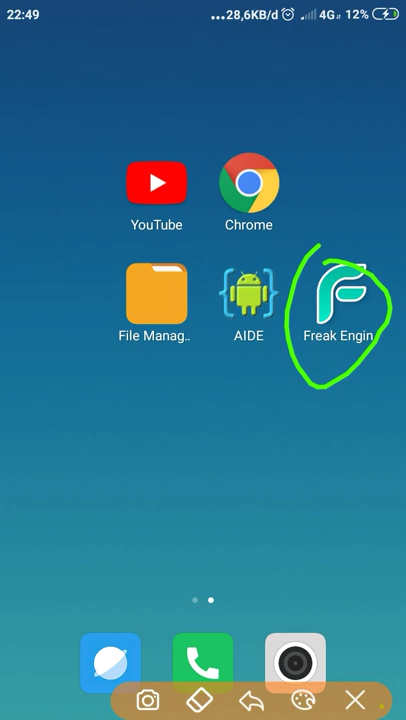 22:49 ...28,6KB/d 4G 12%
YouTube Chrome
File Manag.. AIDE Freak Engin